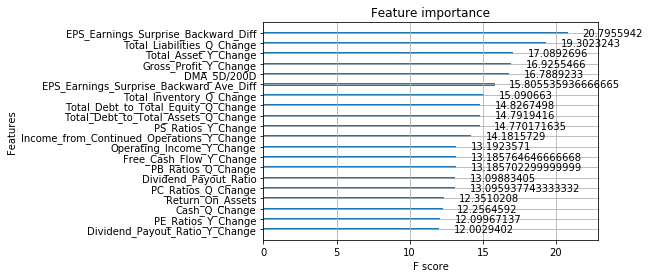 Feature importance
EPS_Earnings_Surprise_Backward_Diff 20.7955942
Total_Liabilities_Q_Change 19.3023243
Total_Asset_Y_Change 17.0892696
Gross_Profit_Y_Change 16.9255466
DMA_5D/200D 16.7889233
EPS_Earnings_Surprise_Backward_Ave_Diff 15.805535936666665
Total_Inventory_Q_Change 15.090663
Total_Debt_to_Total_Equity_Q_Change 14.8267498
Total_Debt_to_Total_Assets_Q_Change 14.7919416
PS_Ratios_Y_Change 14.770171635
Income_from_Continued_Operations_Y_Change 14.1815729
Operating_Income_Y_Change 13.1923571
Free_Cash_Flow_Y_Change 13.185764646666668
PB_Ratios_Q_Change 13.185702299999999
Dividend_Payout_Ratio 13.09883405
PC_Ratios_Q_Change 13.095937743333332
Return_On_Assets 12.3510208
Cash_Q_Change 12.2564592
PE_Ratios_Y_Change 12.09967137
Dividend_Payout_Ratio_Y_Change 12.0029402
Features
0 5 10 15 20
F score